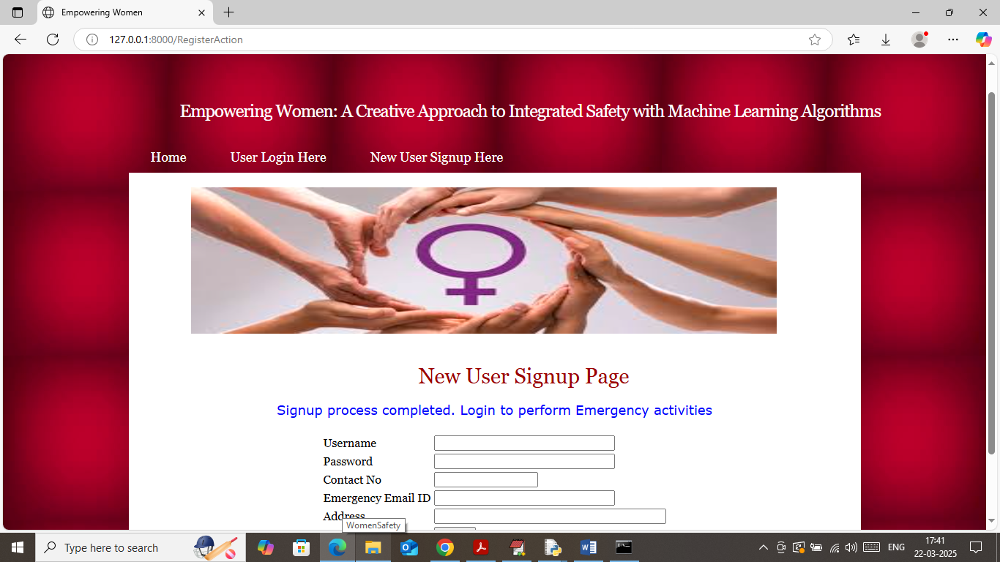 Empowering Women
127.0.0.1:8000/RegisterAction
Empowering Women: A Creative Approach to Integrated Safety with Machine Learning Algorithms
Home User Login Here New User Signup Here
New User Signup Page
Signup process completed. Login to perform Emergency activities
Username
Password
Contact No
Emergency Email ID
Address
WomenSafety
Type here to search
ENG
17:41
22-03-2025